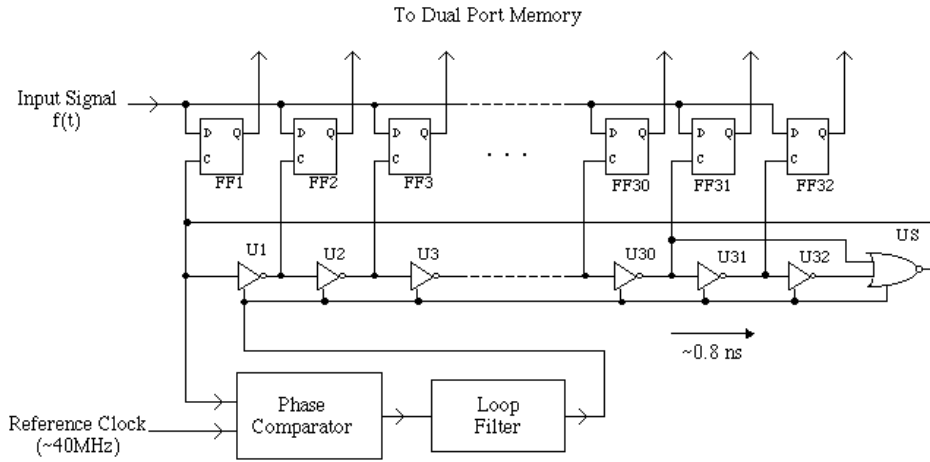 To Dual Port Memory
Input Signal
f(t)
D Q
C
D Q
C
D Q
C
. . .
D Q
C
D Q
C
D Q
C
FF1
FF2
FF3
FF30
FF31
FF32
US
U1
U2
U3
U30
U31
U32
~0.8 ns
Phase
Comparator
Loop
Filter
Reference Clock
(~40MHz)